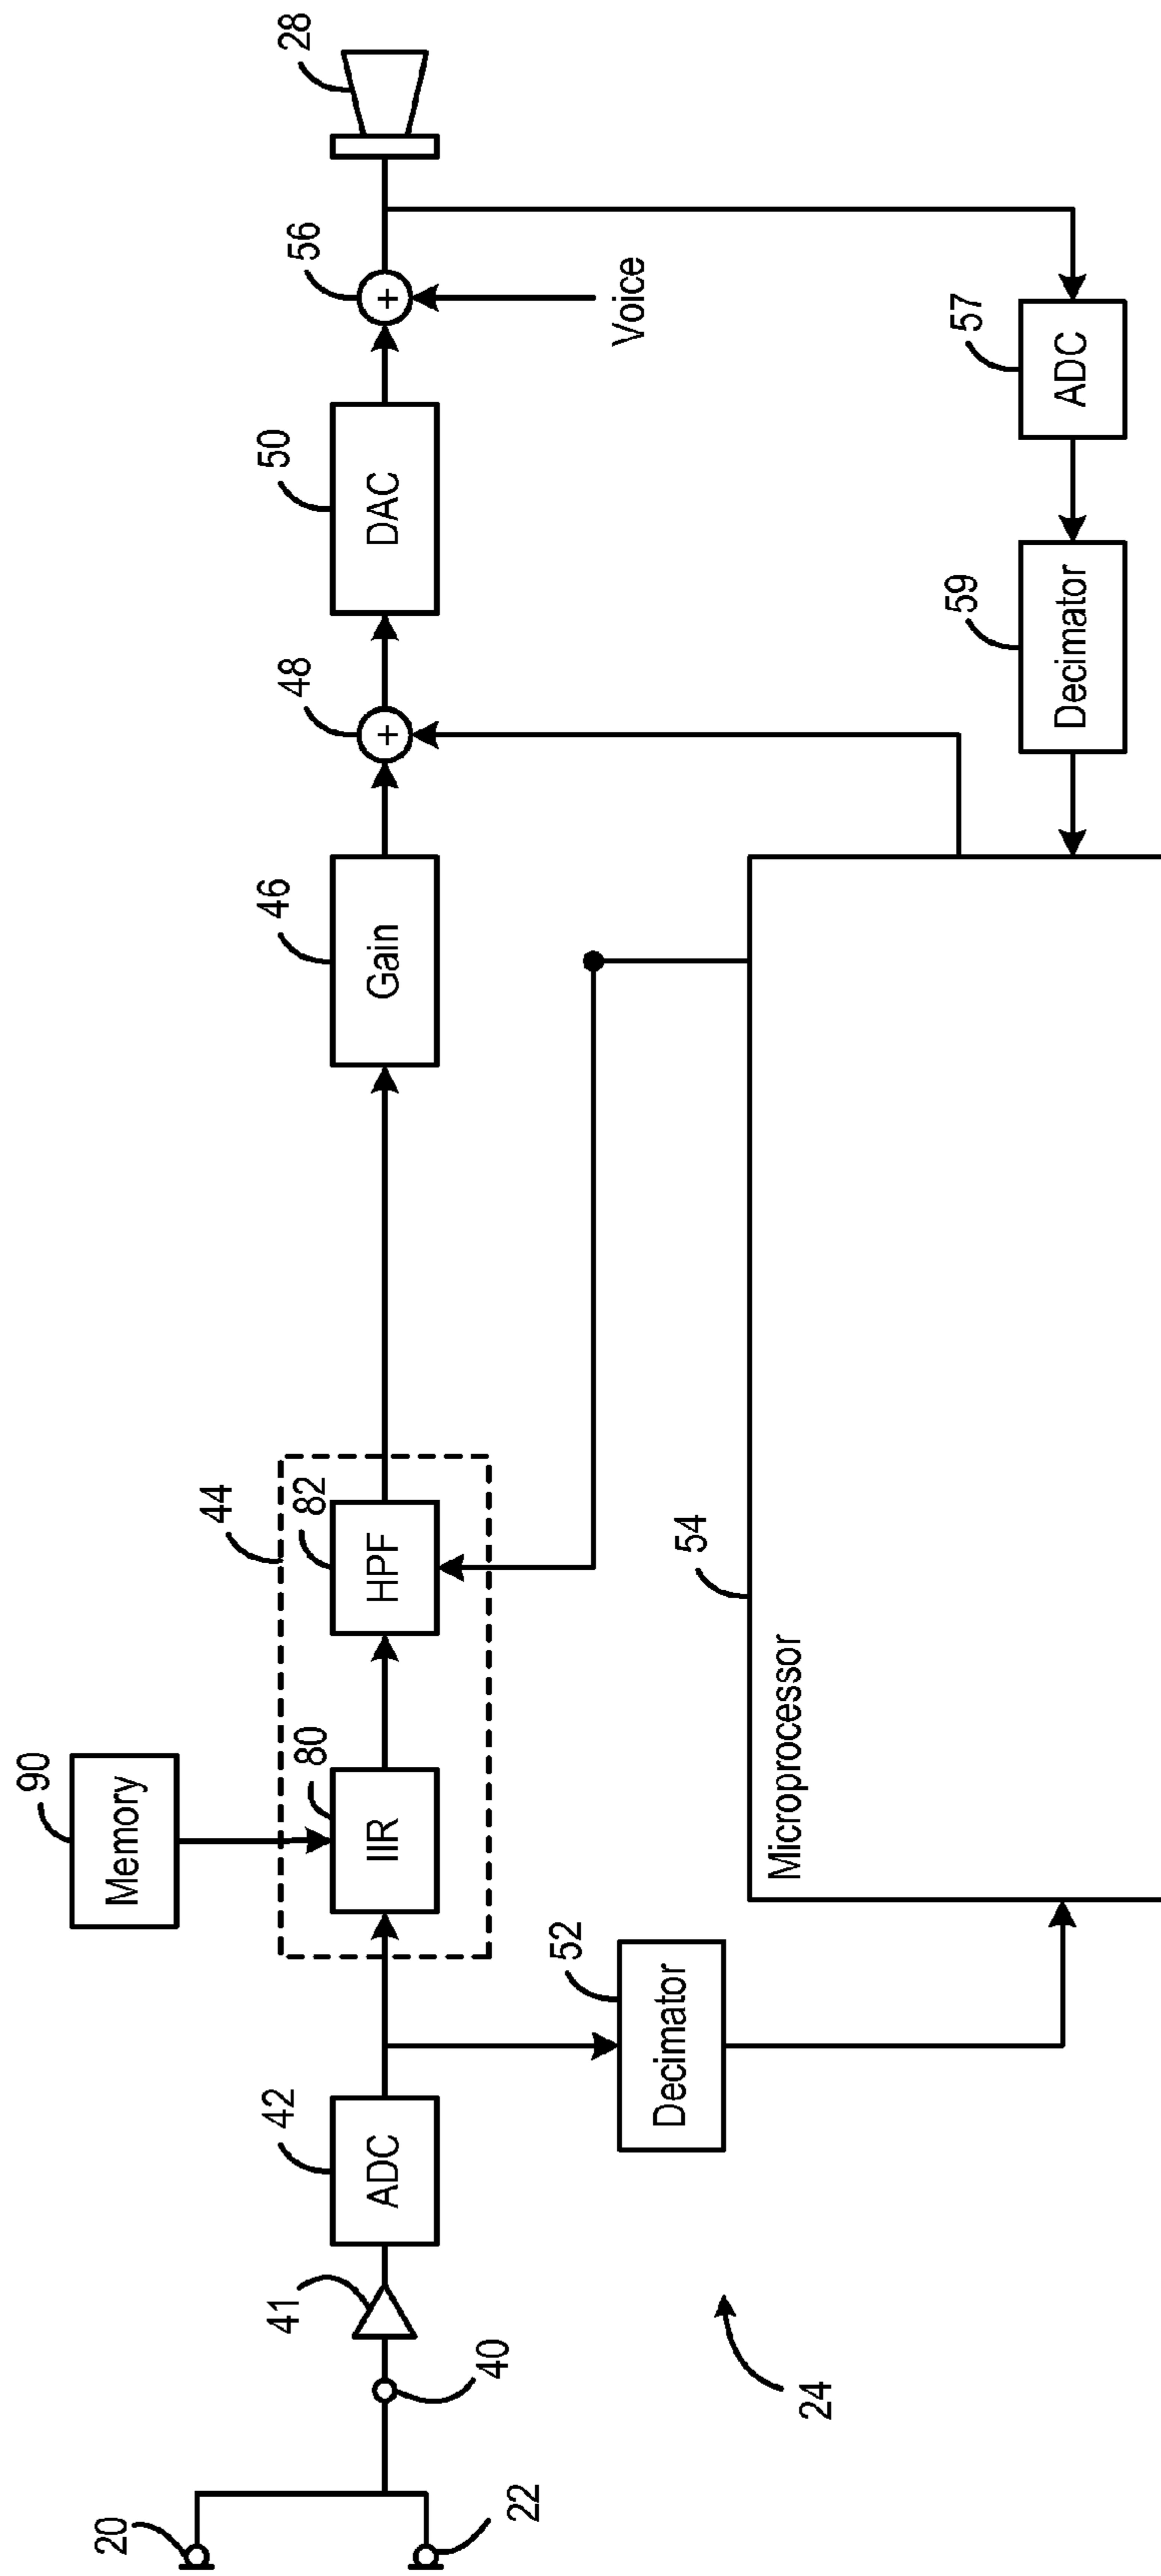 20
22
40
41
ADC
42
90
Memory
44
IIR
80
HPF
82
Gain
46
48
DAC
50
56
28
Voice
52
Decimator
Microprocessor
54
57
ADC
59
Decimator
24